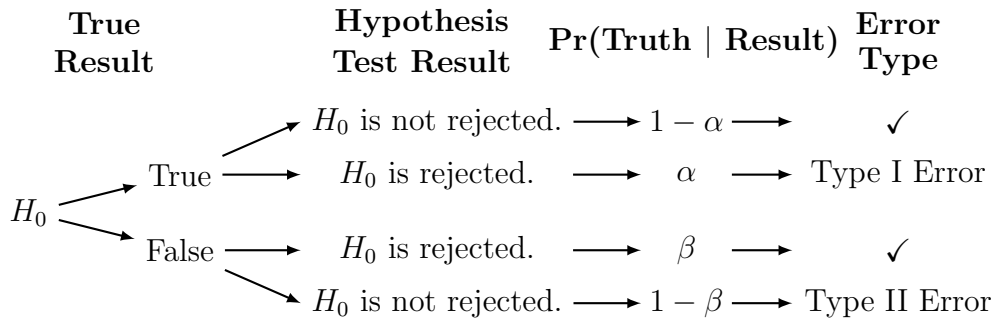 True Result
Hypothesis Test Result
Pr(Truth | Result)
Error Type
H₀ is not rejected. 1 − α ✓
True H₀ is rejected. α Type I Error
H₀
False H₀ is rejected. β ✓
H₀ is not rejected. 1 − β Type II Error